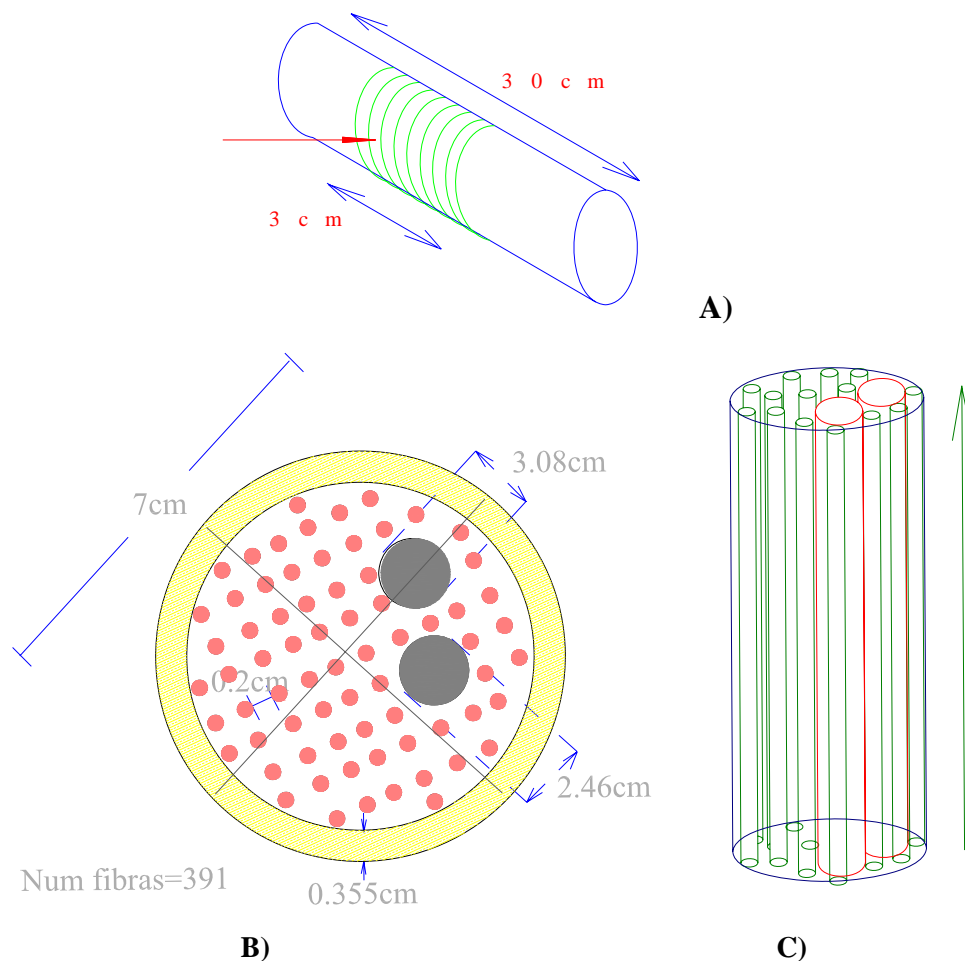 3 0 c m
3 c m
A)
3.08cm
7cm
0.2cm
2.46cm
Num fibras=391
0.355cm
B)
C)